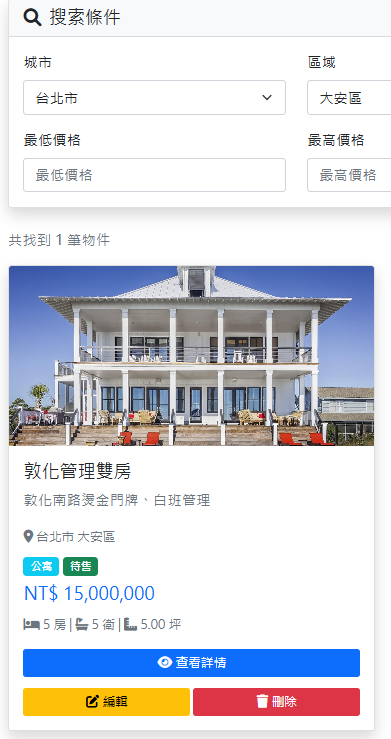 搜索條件
城市 區域
台北市 大安區
最低價格 最高價格
最低價格 最高價格
共找到 1 筆物件
敦化管理雙房
敦化南路燙金門牌、白班管理
台北市 大安區
公寓 待售
NT$ 15,000,000
5 房 | 5 衛 | 5.00 坪
查看詳情
編輯 刪除